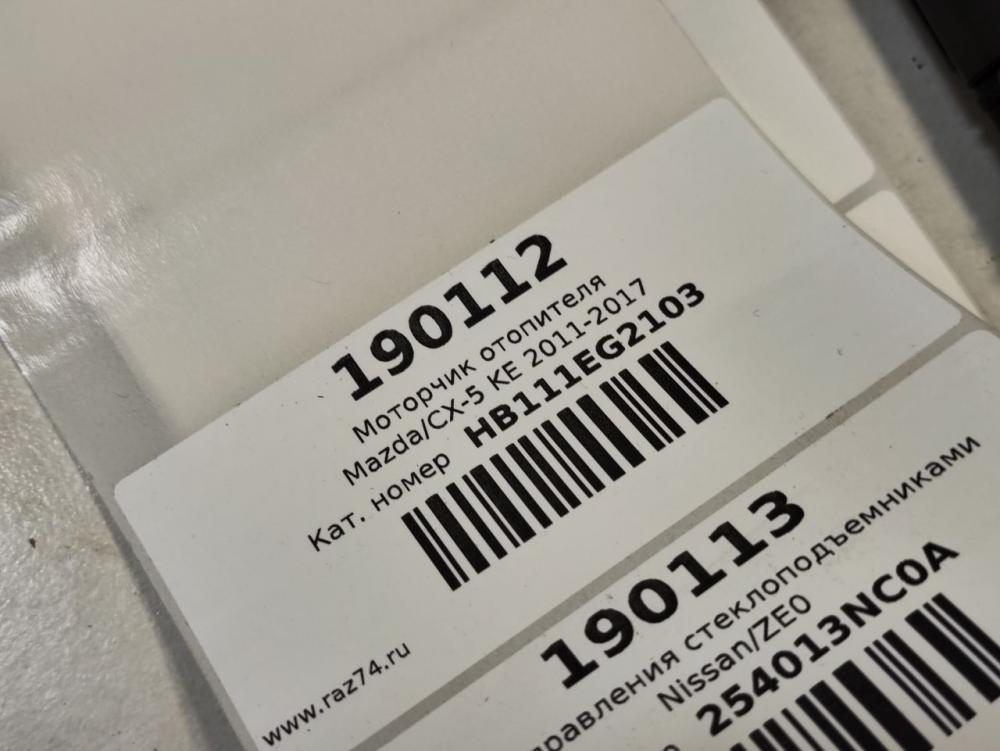 190112
Моторчик отопителя
Mazda/CX-5 KE 2011-2017
Кат. номер HB111EG2103
www.raz74.ru
190113
стеклоподъемниками
Nissan/ZE0
254013NC0A